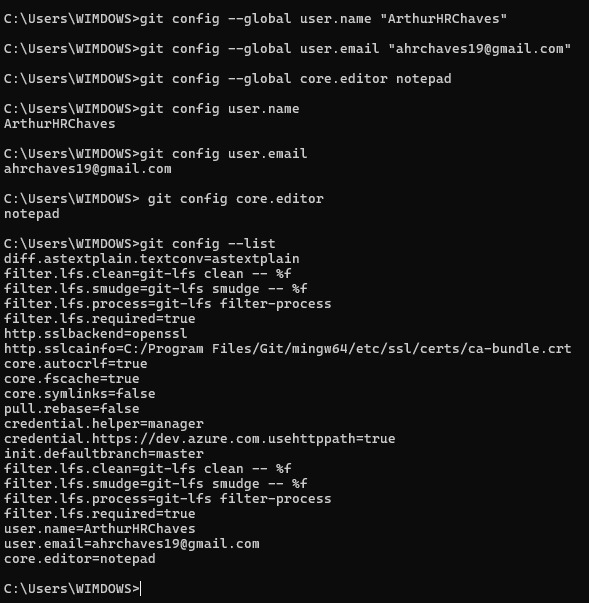 C:\Users\WIMDOWS>git config --global user.name "ArthurHRChaves"
C:\Users\WIMDOWS>git config --global user.email "ahrchaves19@gmail.com"
C:\Users\WIMDOWS>git config --global core.editor notepad
C:\Users\WIMDOWS>git config user.name
ArthurHRChaves
C:\Users\WIMDOWS>git config user.email
ahrchaves19@gmail.com
C:\Users\WIMDOWS> git config core.editor
notepad
C:\Users\WIMDOWS>git config --list
diff.astextplain.textconv=astextplain
filter.lfs.clean=git-lfs clean -- %f
filter.lfs.smudge=git-lfs smudge -- %f
filter.lfs.process=git-lfs filter-process
filter.lfs.required=true
http.sslbackend=openssl
http.sslcainfo=C:/Program Files/Git/mingw64/etc/ssl/certs/ca-bundle.crt
core.autocrlf=true
core.fscache=true
core.symlinks=false
pull.rebase=false
credential.helper=manager
credential.https://dev.azure.com.usehttppath=true
init.defaultbranch=master
filter.lfs.clean=git-lfs clean -- %f
filter.lfs.smudge=git-lfs smudge -- %f
filter.lfs.process=git-lfs filter-process
filter.lfs.required=true
user.name=ArthurHRChaves
user.email=ahrchaves19@gmail.com
core.editor=notepad
C:\Users\WIMDOWS>